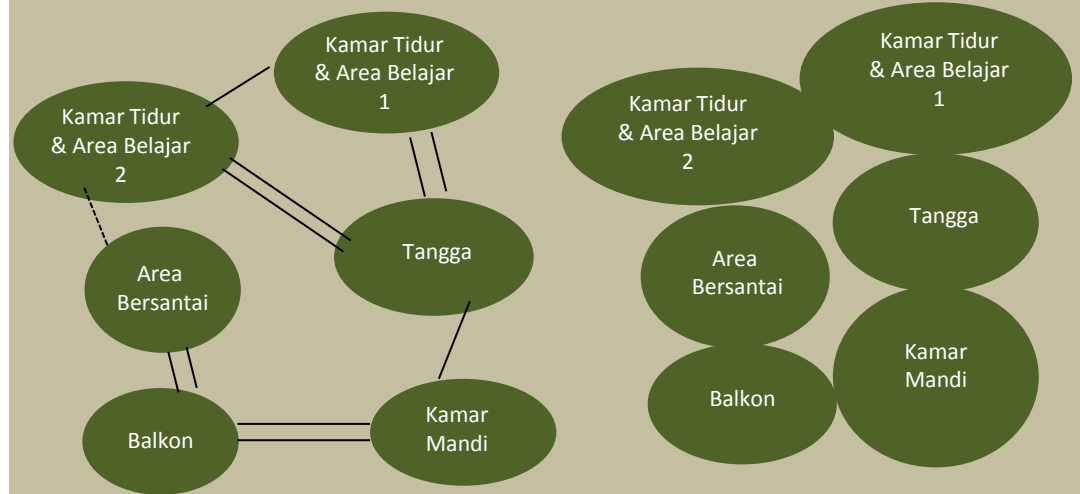 Kamar Tidur
& Area Belajar
1
Kamar Tidur
& Area Belajar
2
Tangga
Area
Bersantai
Balkon
Kamar
Mandi
Kamar Tidur
& Area Belajar
1
Kamar Tidur
& Area Belajar
2
Tangga
Area
Bersantai
Kamar
Mandi
Balkon